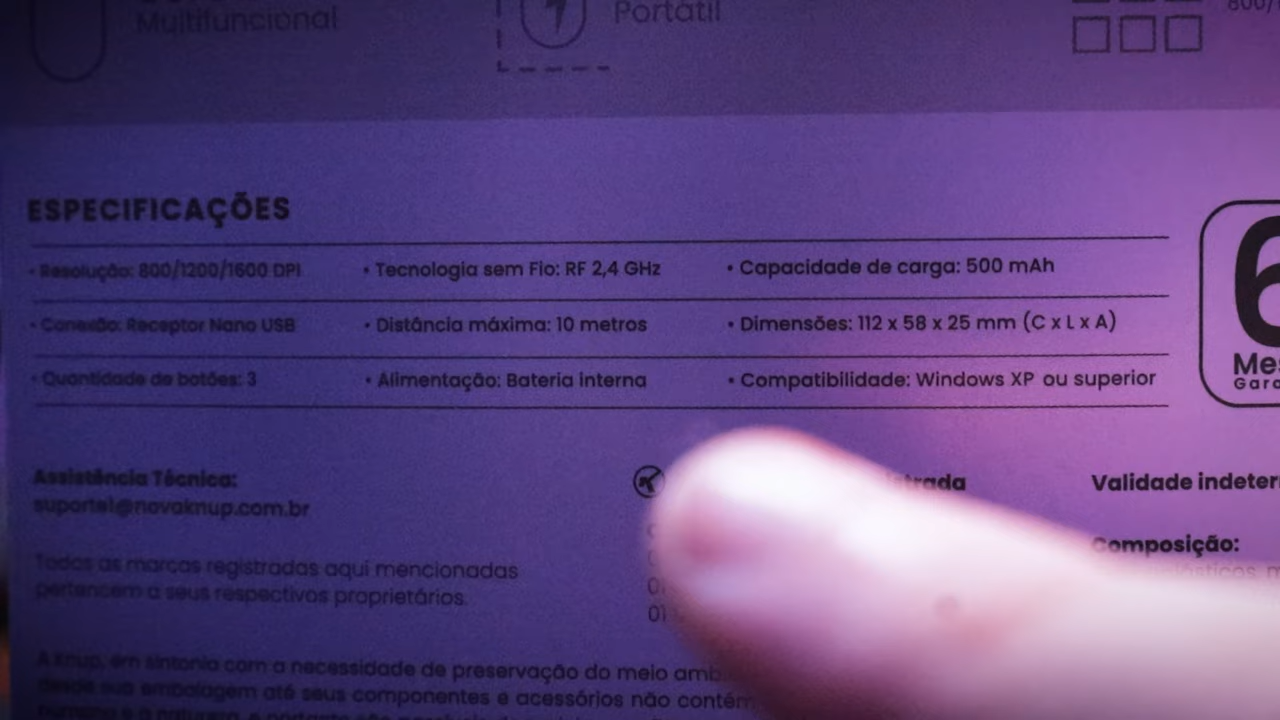 Multifuncional
Portátil
ESPECIFICAÇÕES
• Resolução: 800/1200/1600 DPI
• Tecnologia sem Fio: RF 2,4 GHz
• Capacidade de carga: 500 mAh
• Conexão: Receptor Nano USB
• Distância máxima: 10 metros
• Dimensões: 112 x 58 x 25 mm (C x L x A)
• Quantidade de botões: 3
• Alimentação: Bateria interna
• Compatibilidade: Windows XP ou superior
6
Assistência Técnica:
suporte1@novaknup.com.br
Validade
Composição:
Todas as marcas registradas aqui mencionadas
pertencem a seus respectivos proprietários.
A Knup, em sintonia com a necessidade de preservação do meio
desde sua embalagem até seus componentes e acessórios não